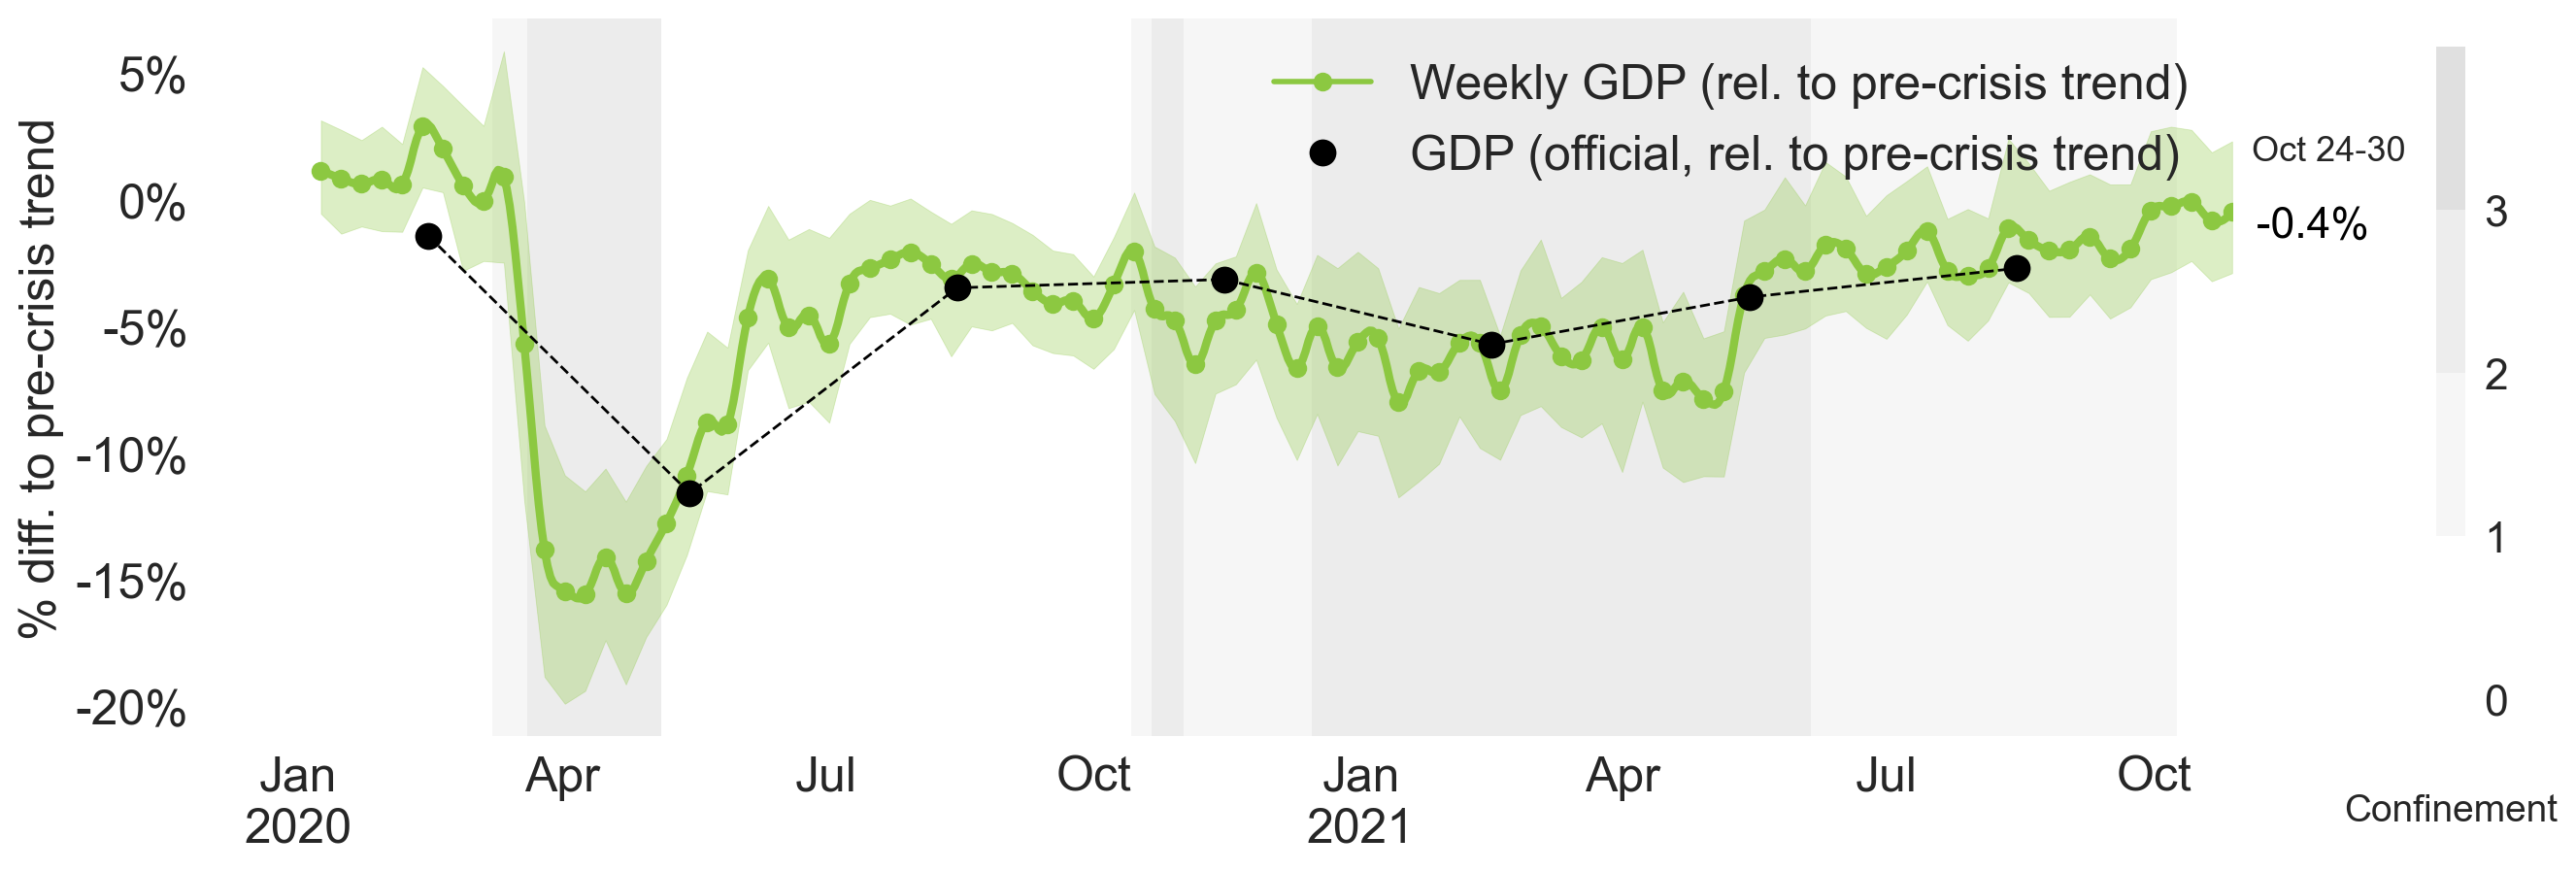 % diff. to pre-crisis trend
5%
0%
-5%
-10%
-15%
-20%
Weekly GDP (rel. to pre-crisis trend)
GDP (official, rel. to pre-crisis trend)
Oct 24-30
-0.4%
3
2
1
0
Jan Apr Jul Oct Jan Apr Jul Oct
2020 2021
Confinement